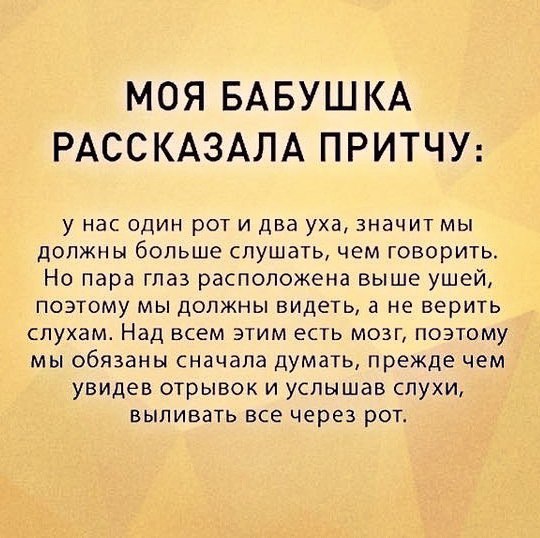 МОЯ БАБУШКА
РАССКАЗАЛА ПРИТЧУ:
у нас один рот и два уха, значит мы
должны больше слушать, чем говорить.
Но пара глаз расположена выше ушей,
поэтому мы должны видеть, а не верить
слухам. Над всем этим есть мозг, поэтому
мы обязаны сначала думать, прежде чем
увидев отрывок и услышав слухи,
выливать все через рот.